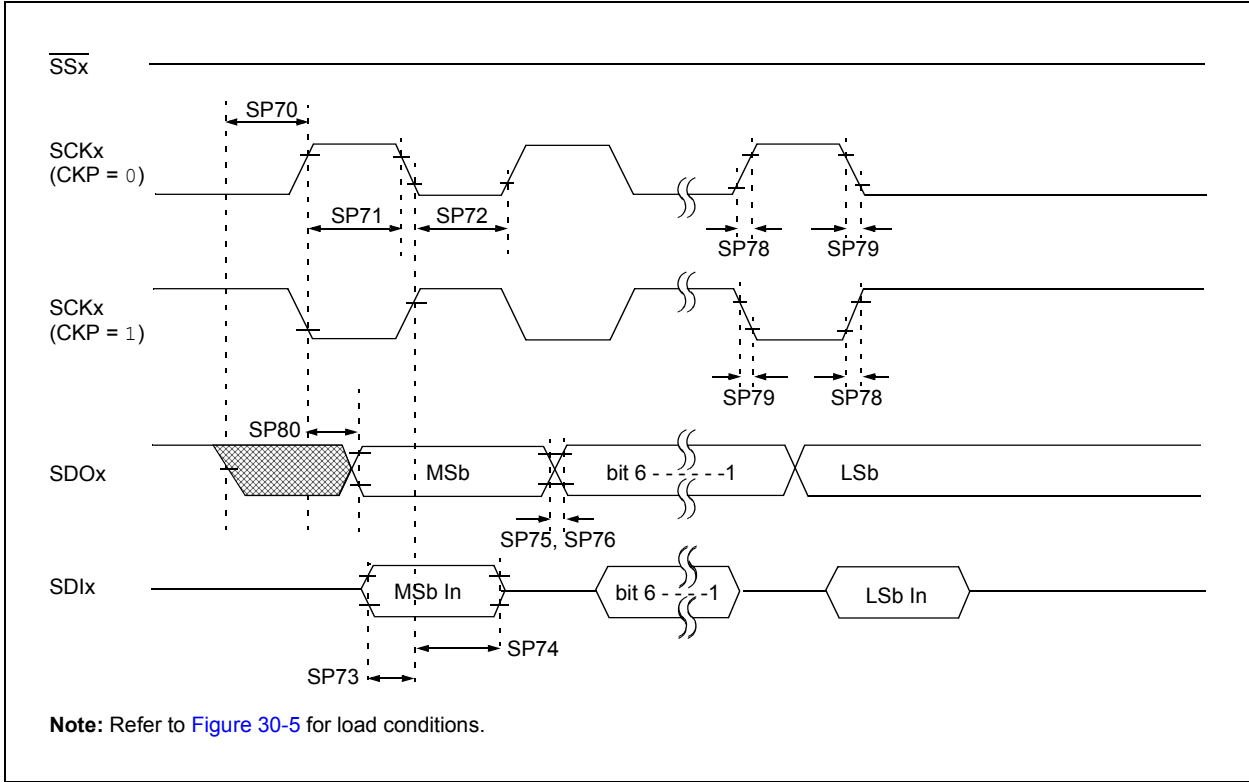 SSx
SP70
SCKx
(CKP = 0)
SP71
SP72
SP78
SP79
SCKx
(CKP = 1)
SP79
SP78
SP80
SDOx
MSb
bit 6 - - - - - -1
LSb
SP75, SP76
SDIx
MSb In
bit 6 - - - - -1
LSb In
SP74
SP73
Note: Refer to Figure 30-5 for load conditions.